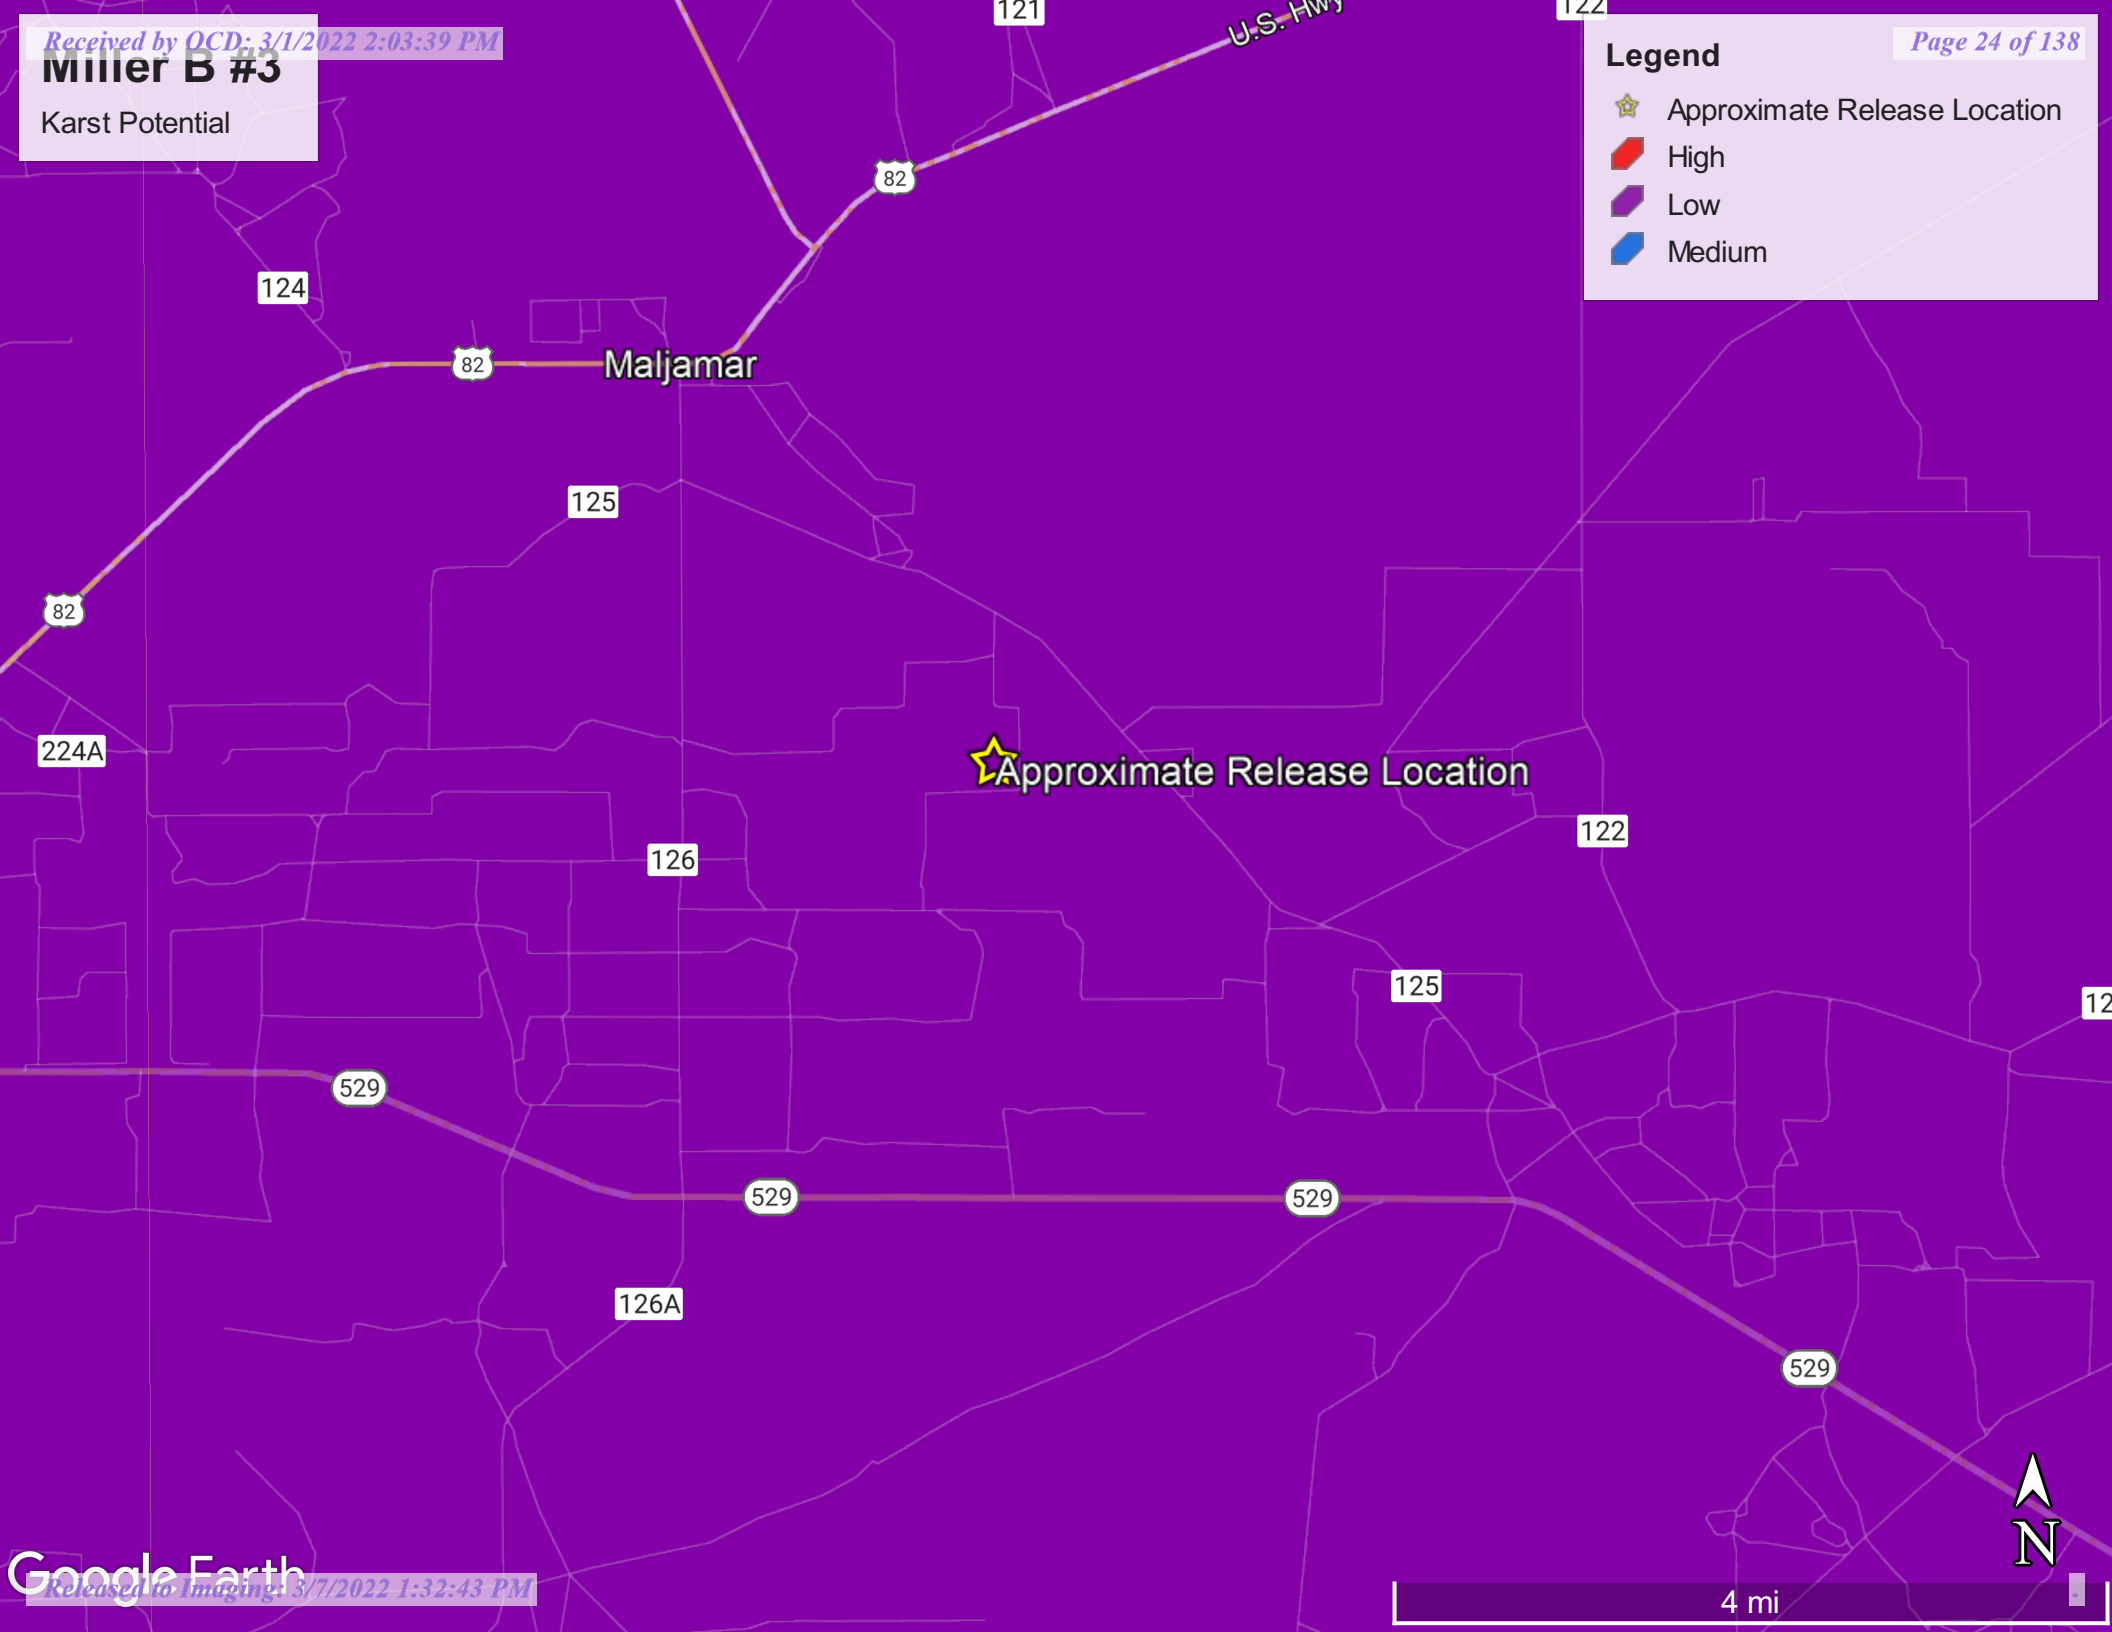 Received by OCD: 3/1/2022 2:03:39 PM
Page 24 of 138
Miller B #3
Karst Potential
Legend
Approximate Release Location
High
Low
Medium
121
122
U.S. Hwy
82
124
82
Maljamar
125
82
224A
Approximate Release Location
122
126
125
12
529
529
529
126A
529
N
Google Earth
Released to Imaging: 3/7/2022 1:32:43 PM
4 mi